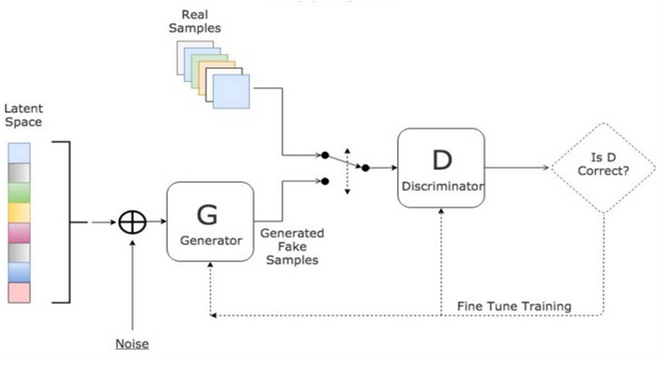 Real
Samples
Latent
Space
Is D
Correct?
D
Discriminator
G
Generator
Generated
Fake
Samples
Fine Tune Training
Noise